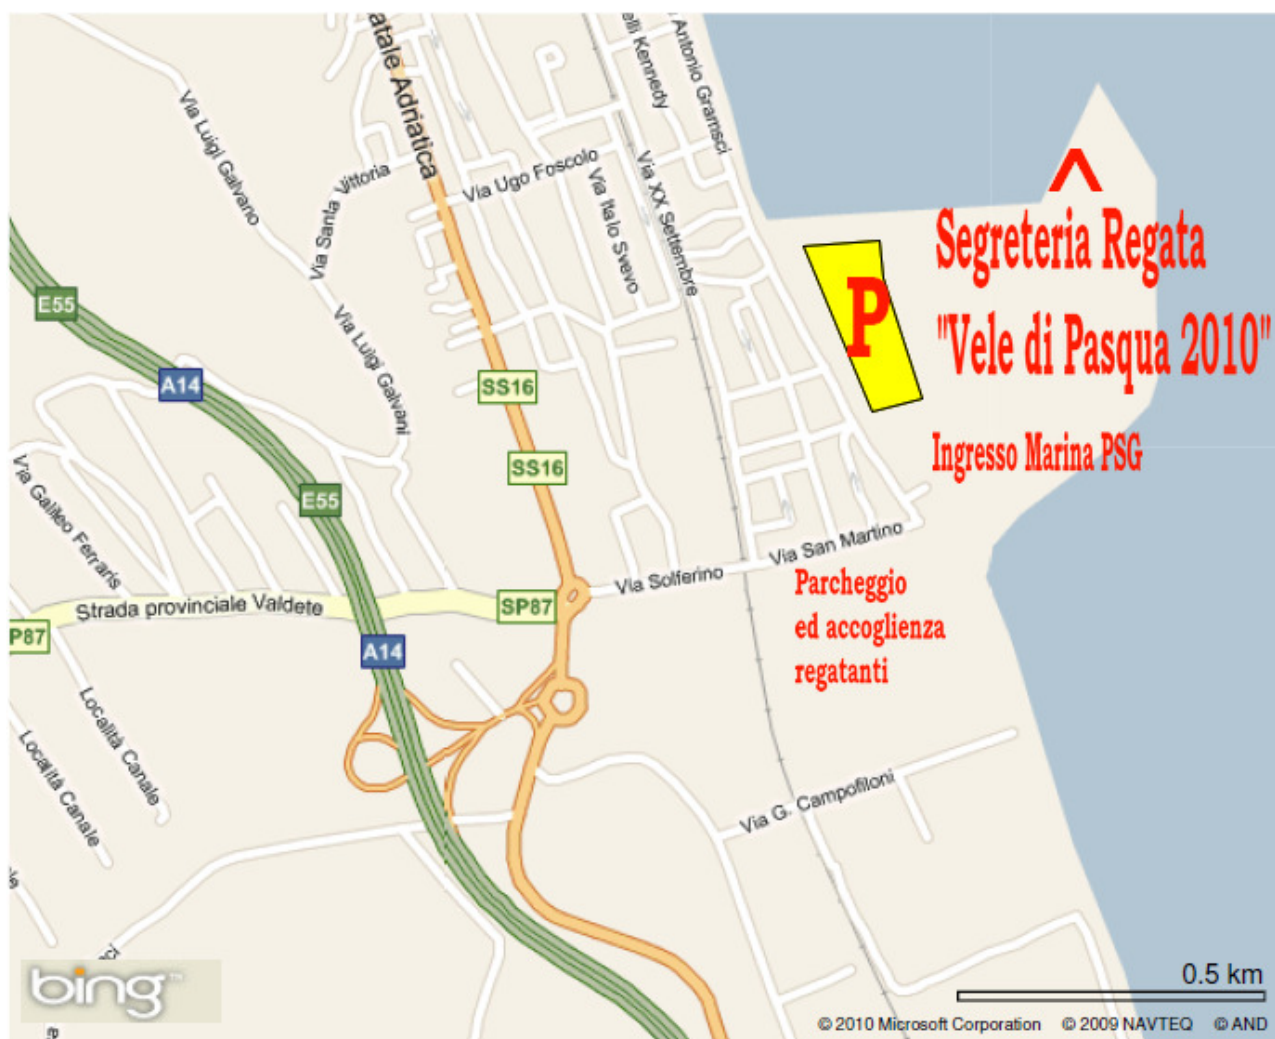 atale Adriatica
elli Kennedy
Antonio Gramsci
Via Luigi Galvano
Via Santa Vittoria
Via Ugo Foscolo
Via Italo Svevo
Via XX Settembre
^
Segreteria Regata
"Vele di Pasqua 2010"
P
Ingresso Marina PSG
E55
A14
Via Luigi Galvani
SS16
SS16
E55
Via Galileo Ferraris
Via San Martino
Via Solferino
Strada provinciale Valdete
SP87
P87
A14
Parcheggio
ed accoglienza
regatanti
Località Canale
Località Canale
Via G. Campofiloni
bing™
0.5 km
© 2010 Microsoft Corporation © 2009 NAVTEQ © AND